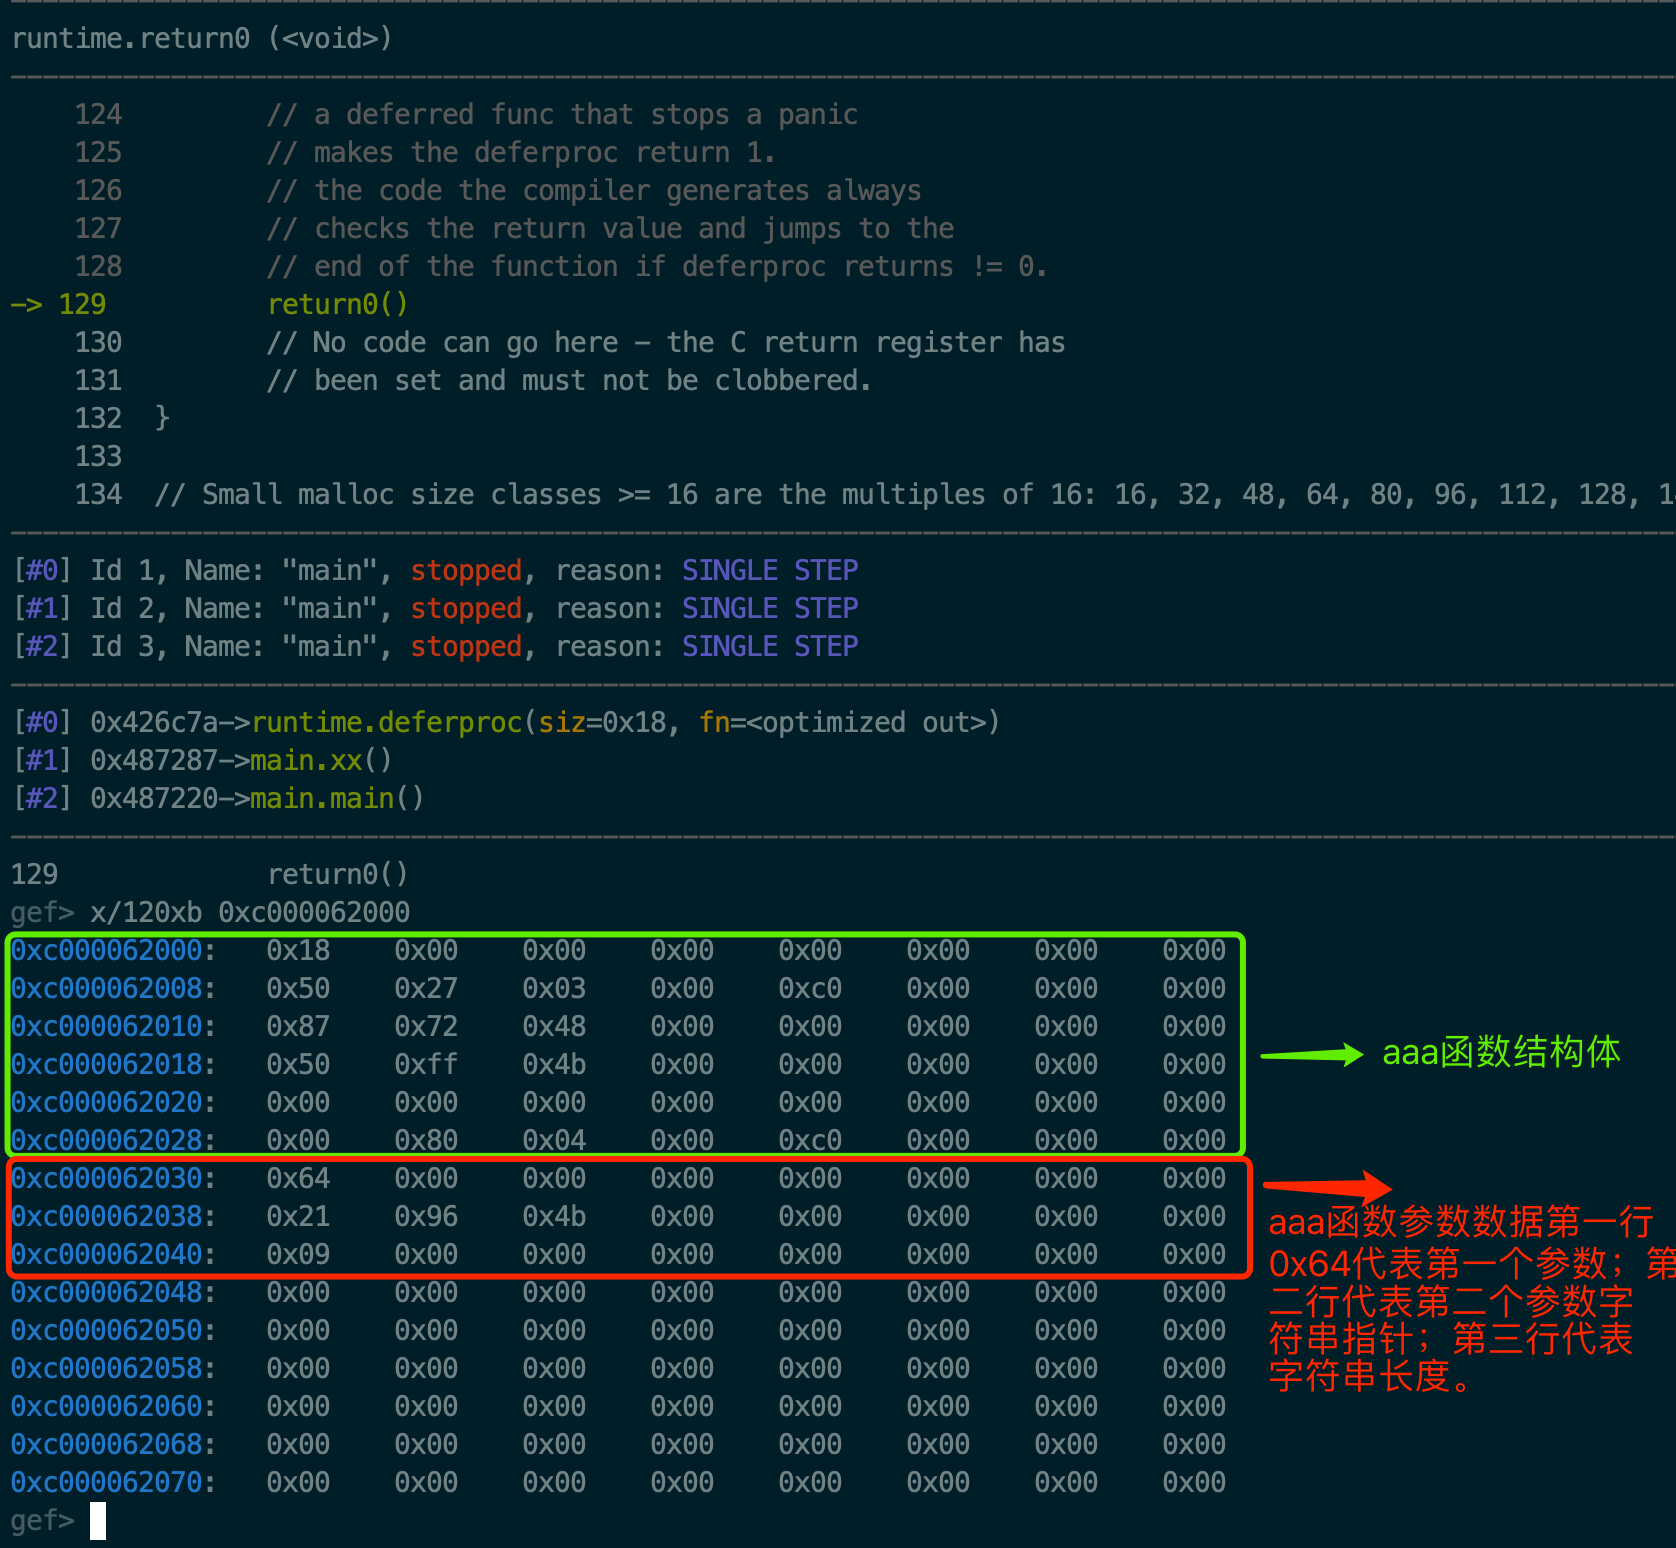 runtime.return0 (<void>)
124 // a deferred func that stops a panic
125 // makes the deferproc return 1.
126 // the code the compiler generates always
127 // checks the return value and jumps to the
128 // end of the function if deferproc returns != 0.
—> 129 return0()
130 // No code can go here – the C return register has
131 // been set and must not be clobbered.
132 }
133
134 // Small malloc size classes >= 16 are the multiples of 16: 16, 32, 48, 64, 80, 96, 112, 128,
[#0] Id 1, Name: "main", stopped, reason: SINGLE STEP
[#1] Id 2, Name: "main", stopped, reason: SINGLE STEP
[#2] Id 3, Name: "main", stopped, reason: SINGLE STEP
[#0] 0x426c7a—>runtime.deferproc(siz=0x18, fn=<optimized out>)
[#1] 0x487287—>main.xx()
[#2] 0x487220—>main.main()
129 return0()
gef> x/120xb 0xc000062000
0xc000062000: 0x18 0x00 0x00 0x00 0x00 0x00 0x00 0x00
0xc000062008: 0x50 0x27 0x03 0x00 0xc0 0x00 0x00 0x00
0xc000062010: 0x87 0x72 0x48 0x00 0x00 0x00 0x00 0x00
0xc000062018: 0x50 0xff 0x4b 0x00 0x00 0x00 0x00 0x00
0xc000062020: 0x00 0x00 0x00 0x00 0x00 0x00 0x00 0x00
0xc000062028: 0x00 0x80 0x04 0x00 0xc0 0x00 0x00 0x00
aaa函数结构体
0xc000062030: 0x64 0x00 0x00 0x00 0x00 0x00 0x00 0x00
0xc000062038: 0x21 0x96 0x4b 0x00 0x00 0x00 0x00 0x00
0xc000062040: 0x09 0x00 0x00 0x00 0x00 0x00 0x00 0x00
aaa函数参数数据第一行
0x64代表第一个参数；第
二行代表第二个参数字
符串指针；第三行代表
字符串长度。
0xc000062048: 0x00 0x00 0x00 0x00 0x00 0x00 0x00 0x00
0xc000062050: 0x00 0x00 0x00 0x00 0x00 0x00 0x00 0x00
0xc000062058: 0x00 0x00 0x00 0x00 0x00 0x00 0x00 0x00
0xc000062060: 0x00 0x00 0x00 0x00 0x00 0x00 0x00 0x00
0xc000062068: 0x00 0x00 0x00 0x00 0x00 0x00 0x00 0x00
0xc000062070: 0x00 0x00 0x00 0x00 0x00 0x00 0x00 0x00
gef>